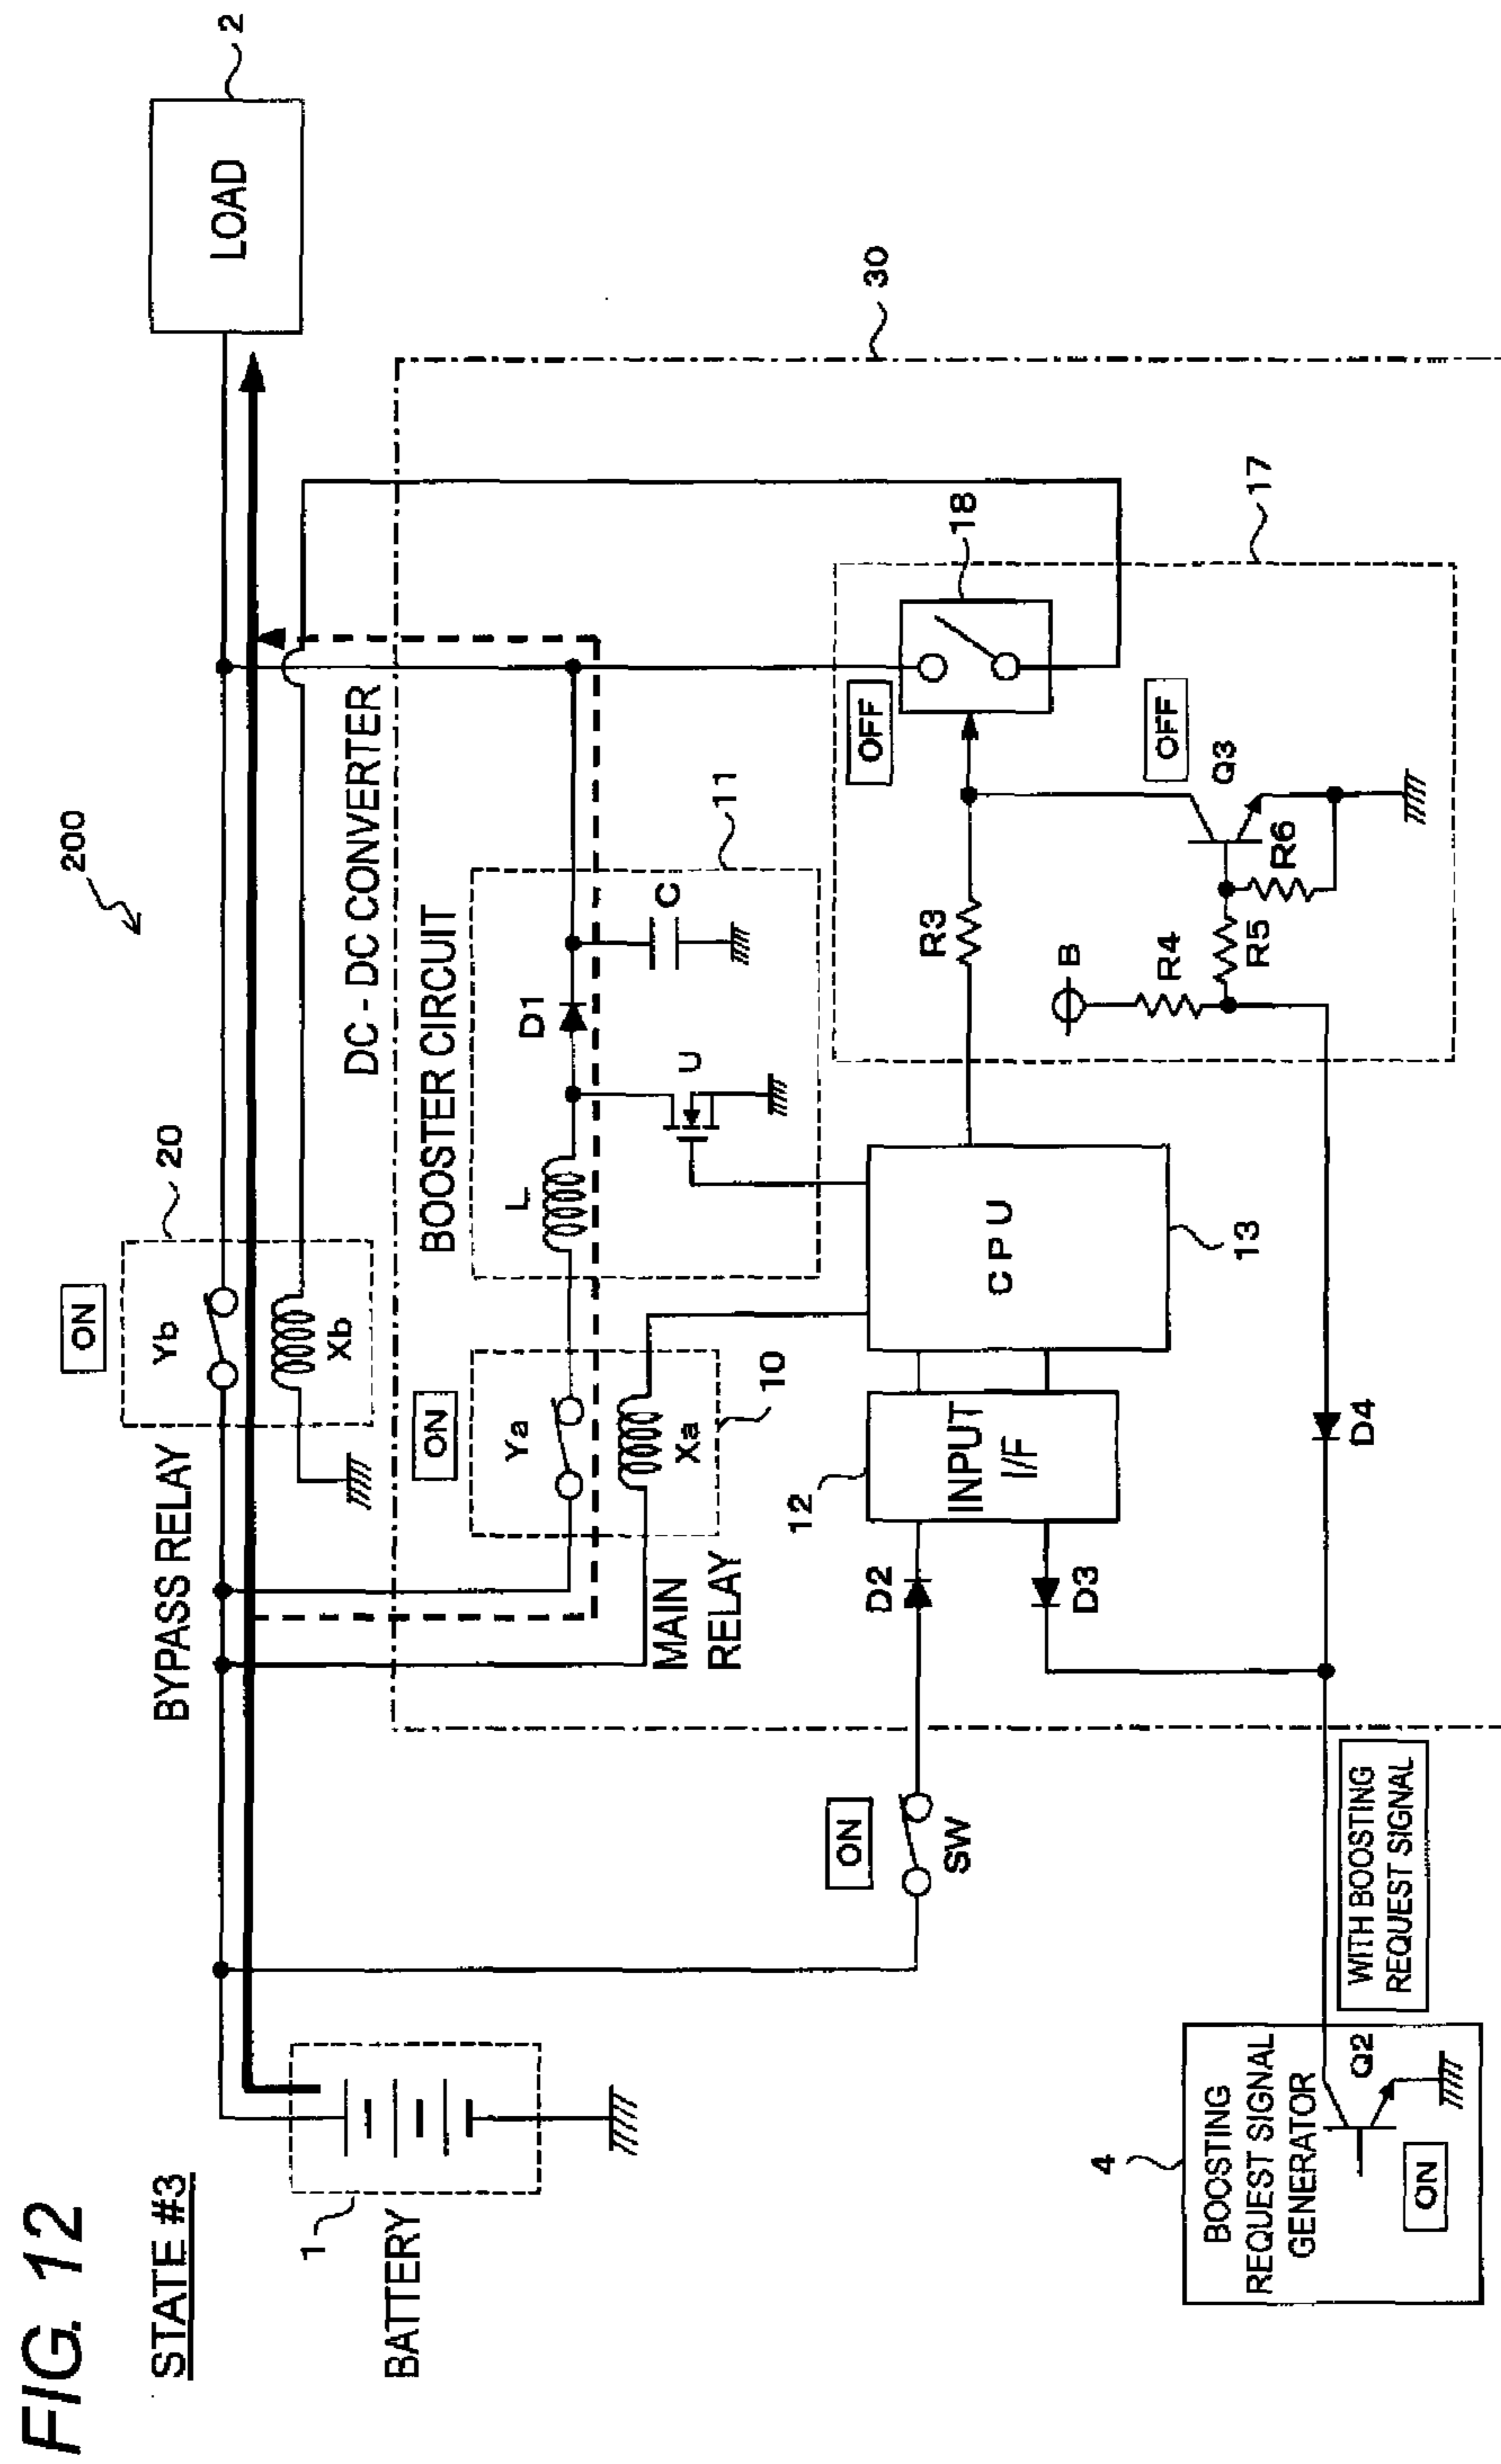 FIG. 12
STATE #3
200
2
LOAD
BYPASS RELAY
20
ON
Yb
Xb
DC - DC CONVERTER
30
BATTERY
1
ON
Ya
Xa
10
MAIN
RELAY
BOOSTER CIRCUIT
11
L
D1
C
U
ON
SW
D2
D3
12
INPUT
I/F
CPU
13
R3
OFF
18
17
B
R4
R5
R6
OFF
Q3
D4
4
BOOSTING
REQUEST SIGNAL
GENERATOR
Q2
ON
WITH BOOSTING
REQUEST SIGNAL